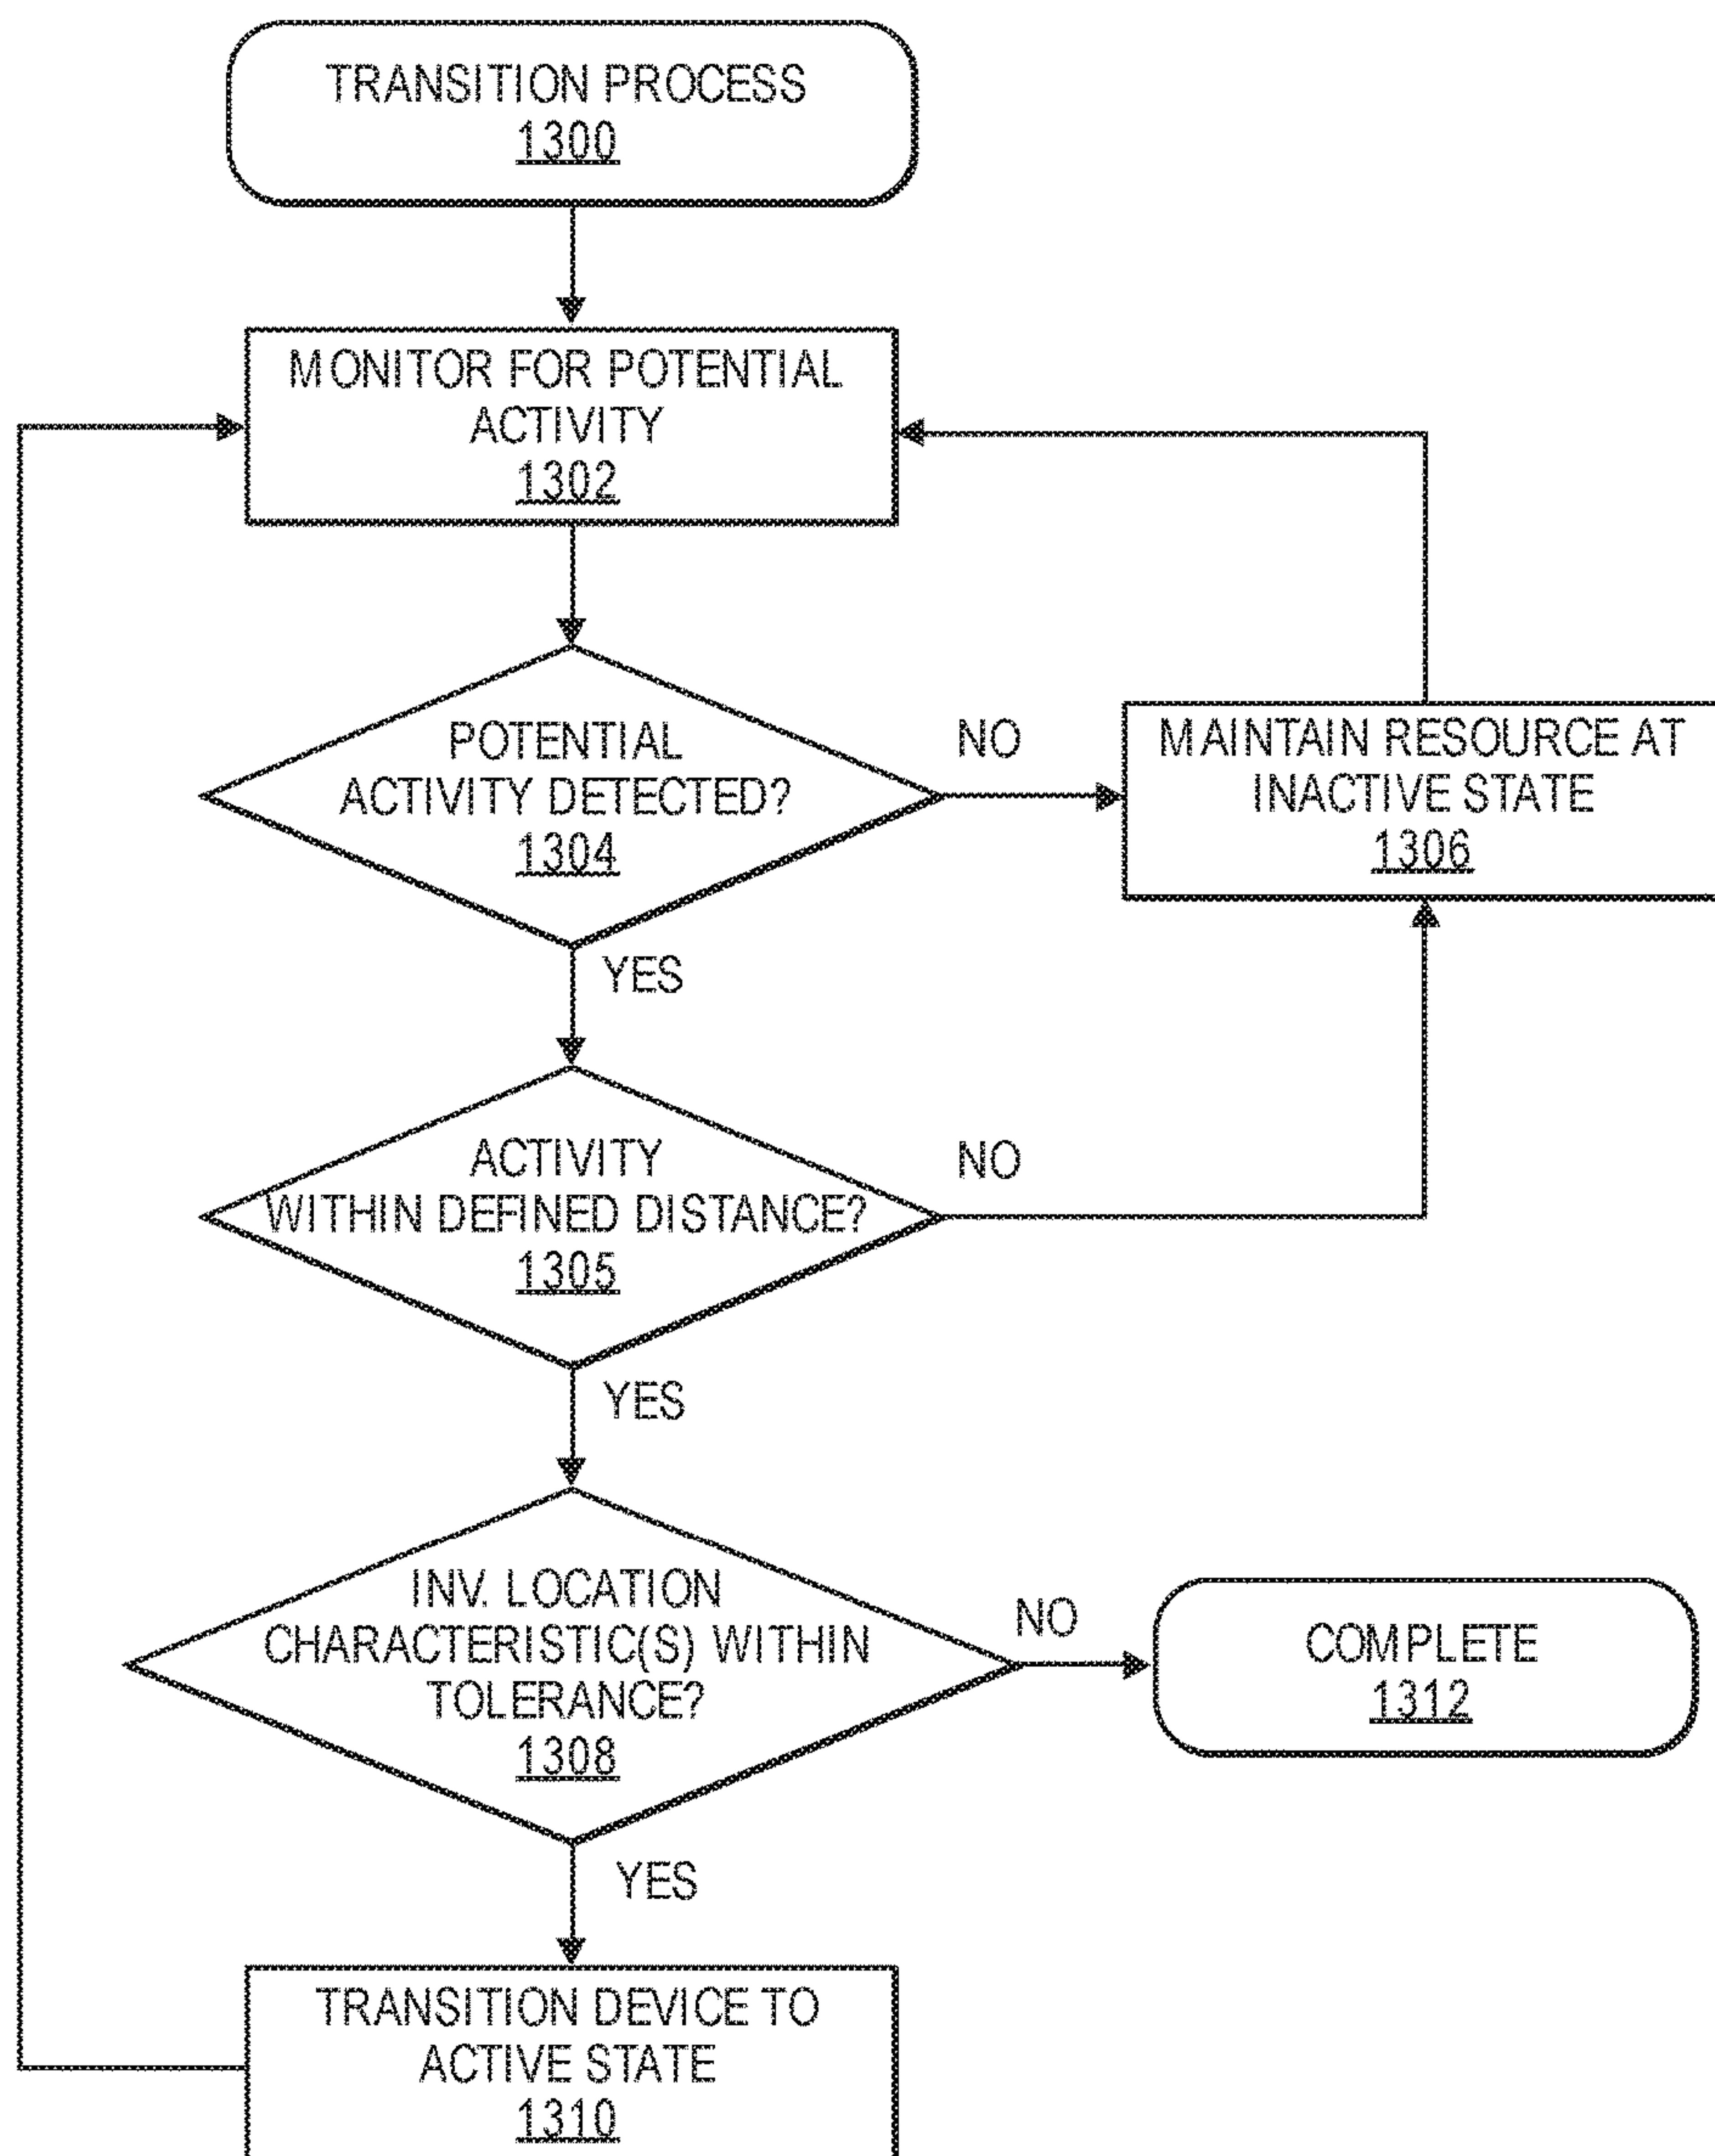 TRANSITION PROCESS
1300
MONITOR FOR POTENTIAL
ACTIVITY
1302
POTENTIAL
ACTIVITY DETECTED?
1304
NO
MAINTAIN RESOURCE AT
INACTIVE STATE
1306
YES
ACTIVITY
WITHIN DEFINED DISTANCE?
1305
NO
YES
INV. LOCATION
CHARACTERISTIC(S) WITHIN
TOLERANCE?
1308
NO
COMPLETE
1312
YES
TRANSITION DEVICE TO
ACTIVE STATE
1310